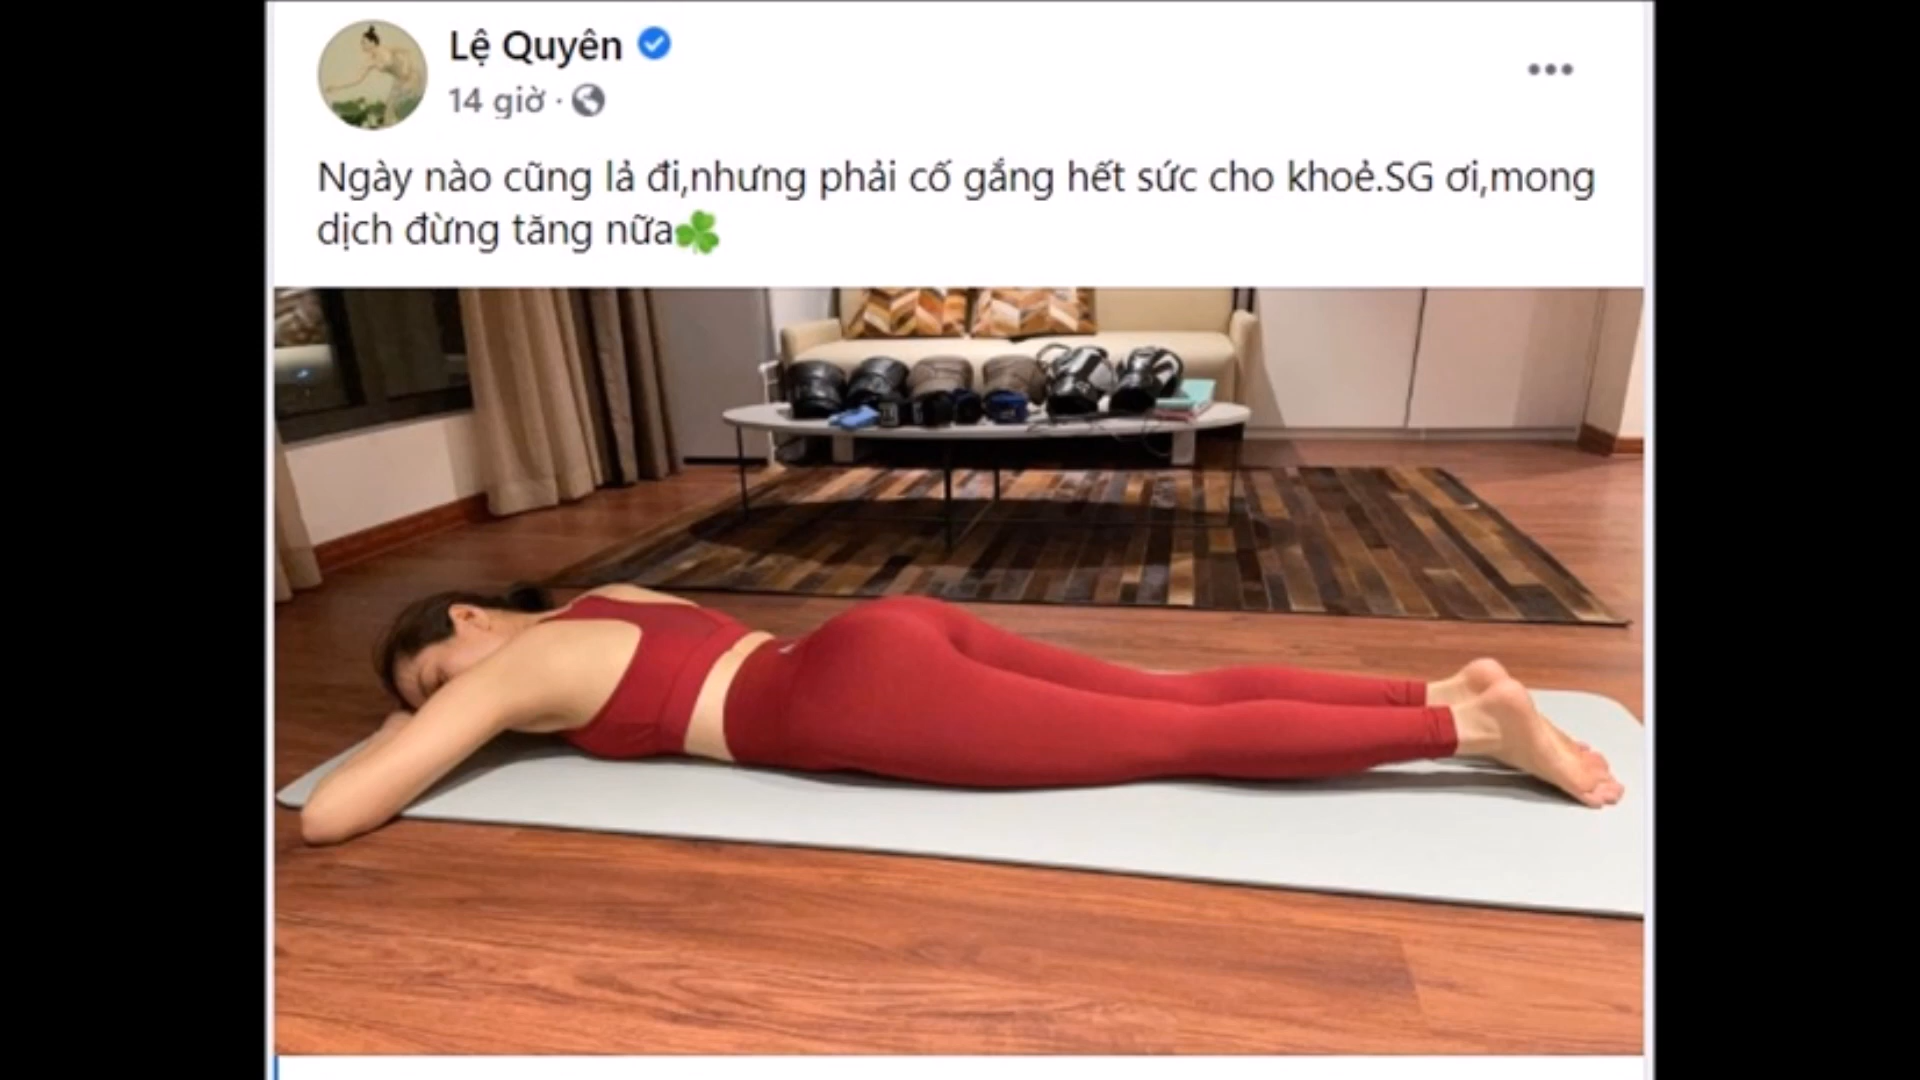 Lệ Quyên
14 giờ ·
Ngày nào cũng lả đi,nhưng phải cố gắng hết sức cho khoẻ.SG ơi,mong
dịch đừng tăng nữa☘